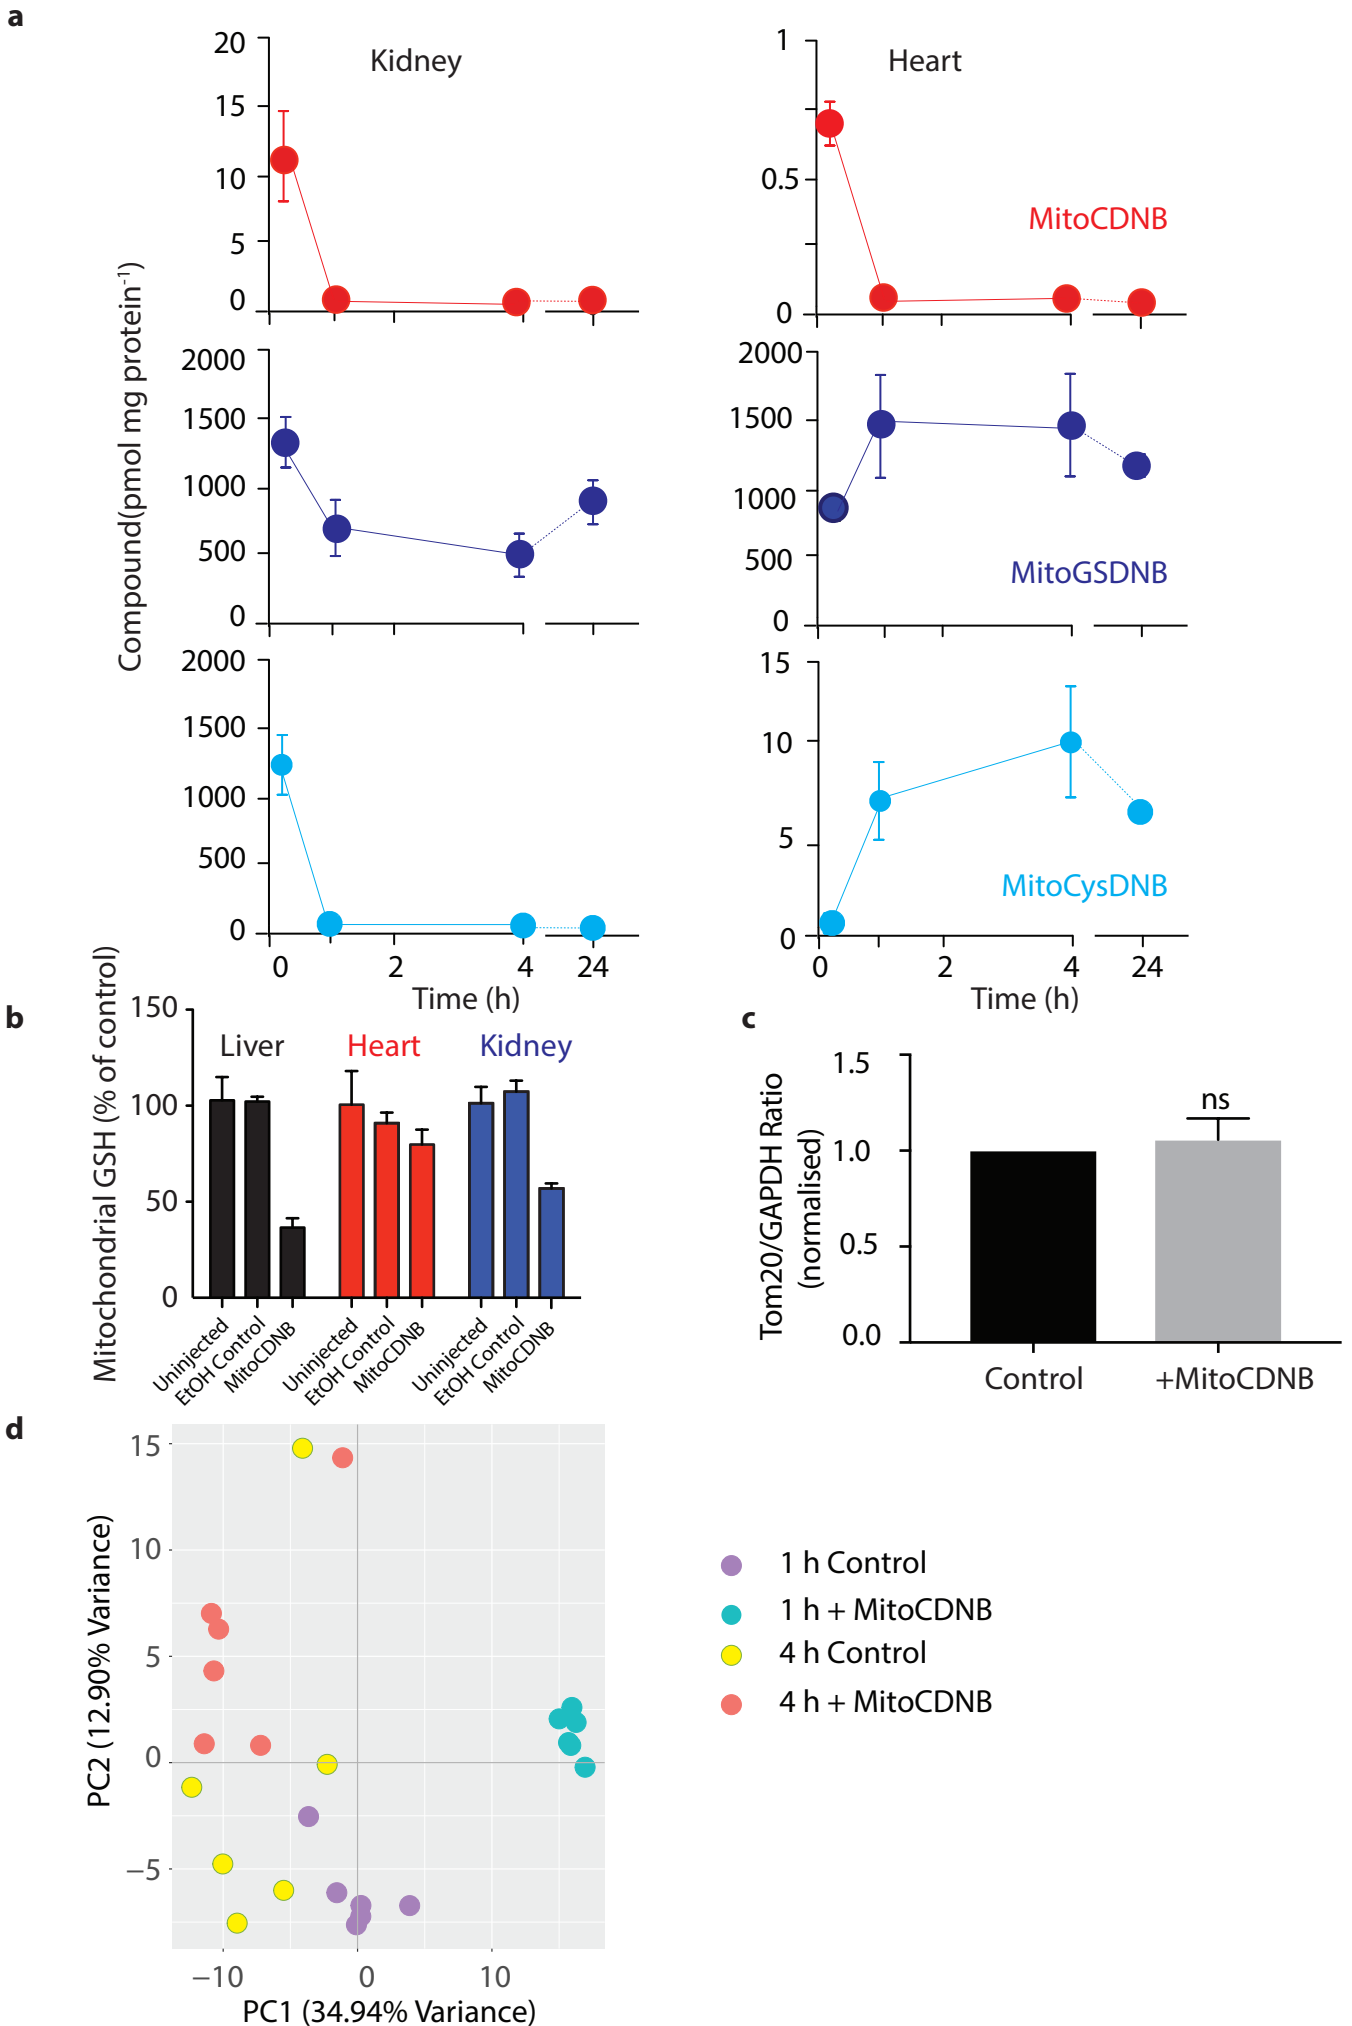 a
Kidney
Heart
20
15
10
5
0
1
0.5
0
MitoCDNB
Compound(pmol mg protein⁻¹)
2000
1500
1000
500
0
2000
1500
1000
500
0
MitoGSDNB
2000
1500
1000
500
0
15
10
5
0
MitoCysDNB
0 2 4 24
Time (h)
0 2 4 24
Time (h)
b
Mitochondrial GSH (% of control)
150
100
50
0
Liver
Heart
Kidney
Uninjected
EtOH Control
MitoCDNB
Uninjected
EtOH Control
MitoCDNB
Uninjected
EtOH Control
MitoCDNB
c
Tom20/GAPDH Ratio
(normalised)
1.5
1.0
0.5
0.0
ns
Control
+MitoCDNB
d
PC2 (12.90% Variance)
15
10
5
0
−5
−10 0 10
PC1 (34.94% Variance)
1 h Control
1 h + MitoCDNB
4 h Control
4 h + MitoCDNB